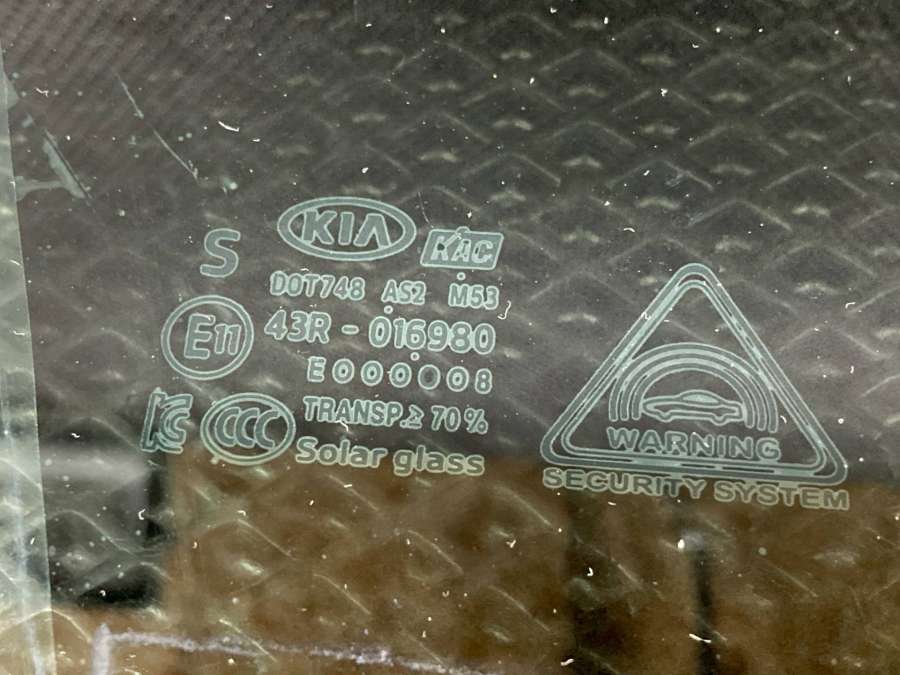 KIA
KAC
S
DOT748 AS2 M53
E11
43R - 016980
E000008
CCC
TRANSP.≥ 70%
Solar glass
WARNING
SECURITY SYSTEM